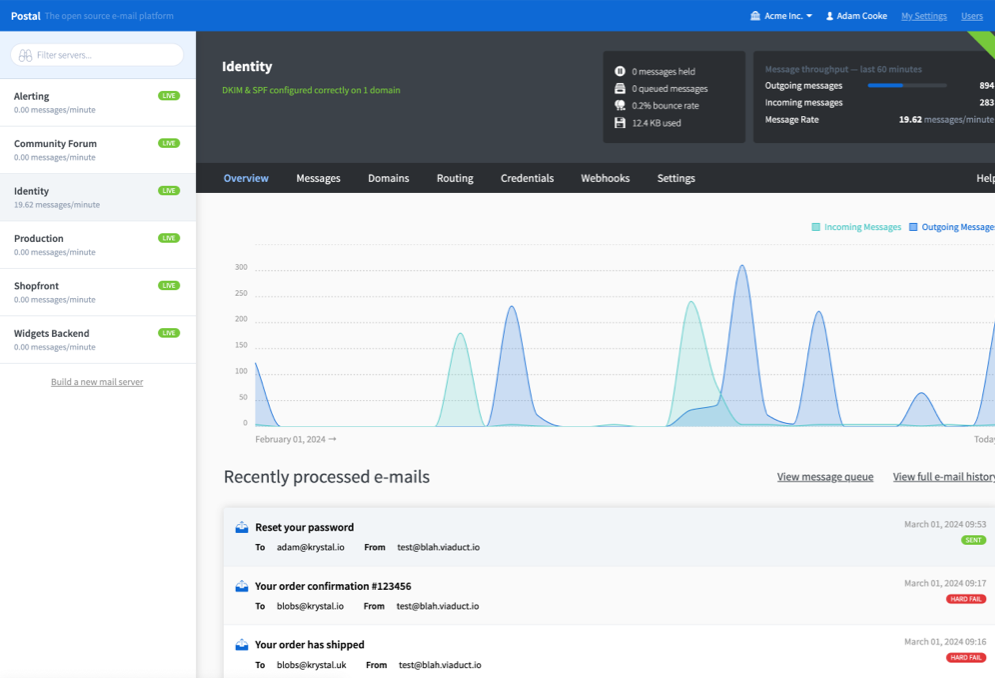 Postal The open source e-mail platform
Acme Inc. Adam Cooke My Settings Users
Filter servers...
Alerting LIVE
0.00 messages/minute
Community Forum LIVE
0.00 messages/minute
Identity LIVE
19.62 messages/minute
Production LIVE
0.00 messages/minute
Shopfront LIVE
0.00 messages/minute
Widgets Backend LIVE
0.00 messages/minute
Build a new mail server
Identity
DKIM & SPF configured correctly on 1 domain
0 messages held
0 queued messages
0.2% bounce rate
12.4 KB used
Message throughput — last 60 minutes
Outgoing messages 894
Incoming messages 283
Message Rate 19.62 messages/minute
Overview Messages Domains Routing Credentials Webhooks Settings Help
Incoming Messages Outgoing Message
300
250
200
150
100
50
0
February 01, 2024 → Today
Recently processed e-mails
View message queue View full e-mail history
Reset your password March 01, 2024 09:53
To adam@krystal.io From test@blah.viaduct.io SENT
Your order confirmation #123456 March 01, 2024 09:17
To blobs@krystal.io From test@blah.viaduct.io HARD FAIL
Your order has shipped March 01, 2024 09:16
To blobs@krystal.uk From test@blah.viaduct.io HARD FAIL